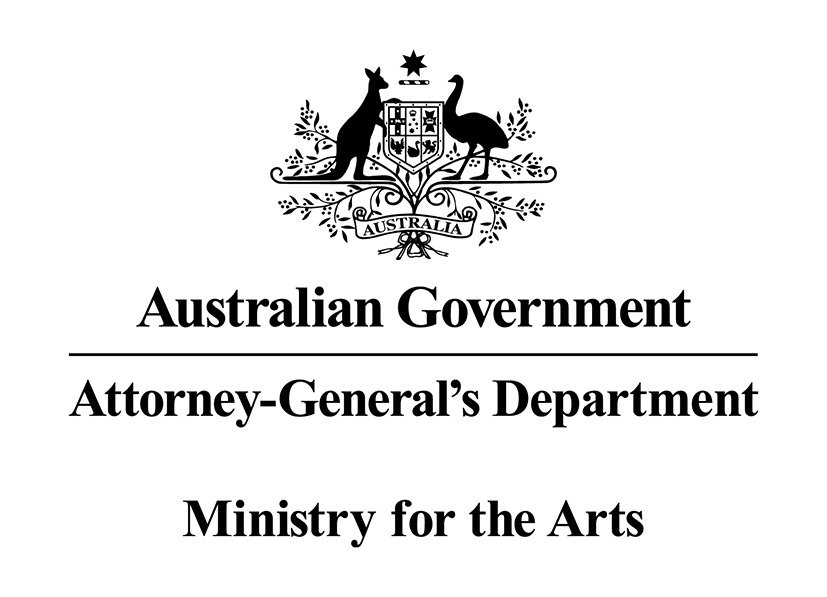 AUSTRALIA
Australian Government
Attorney-General’s Department
Ministry for the Arts